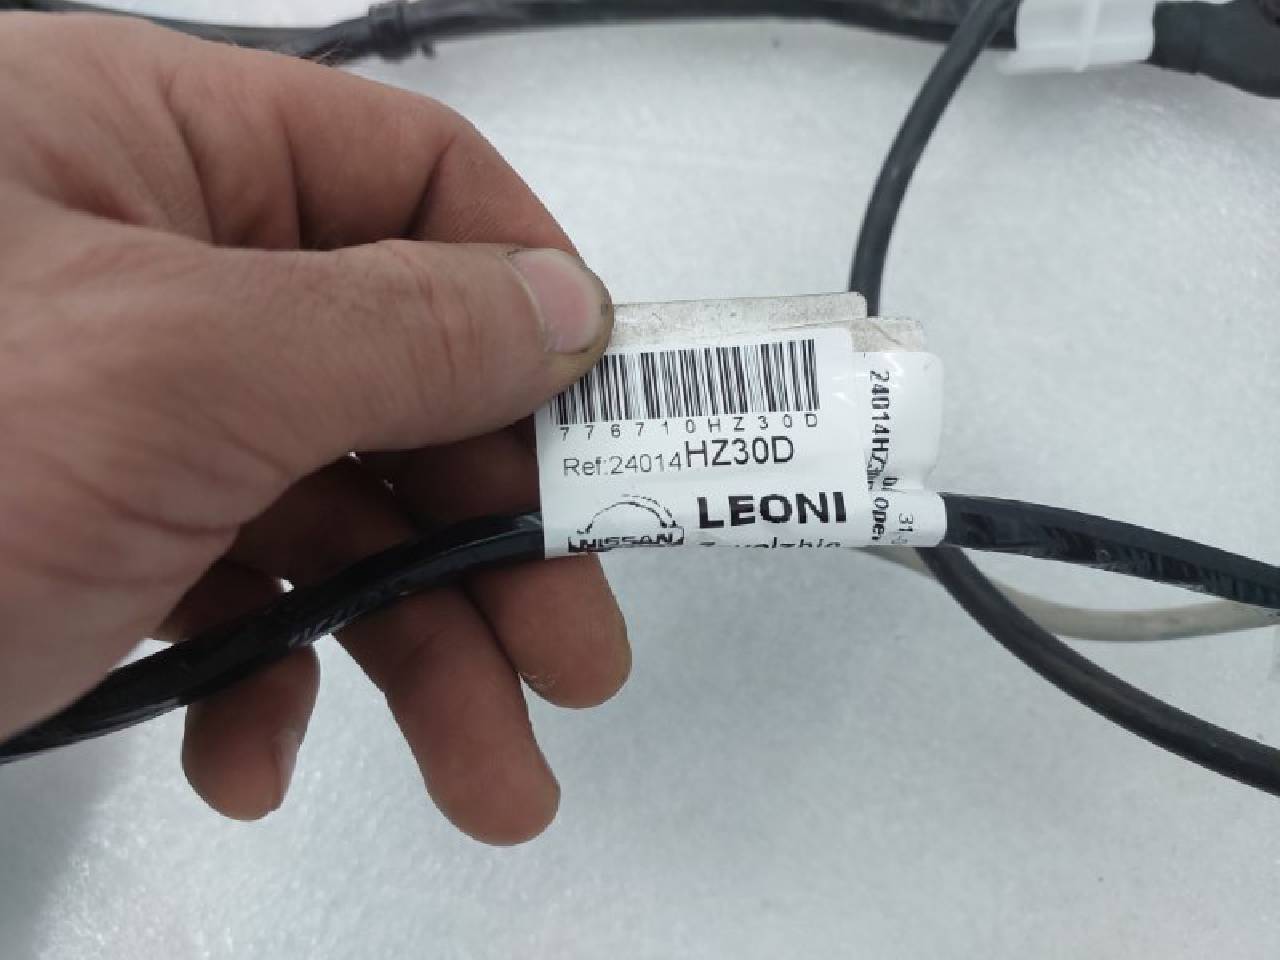 776710HZ30D
Ref:24014HZ30D
NISSAN
LEONI
24014HZ